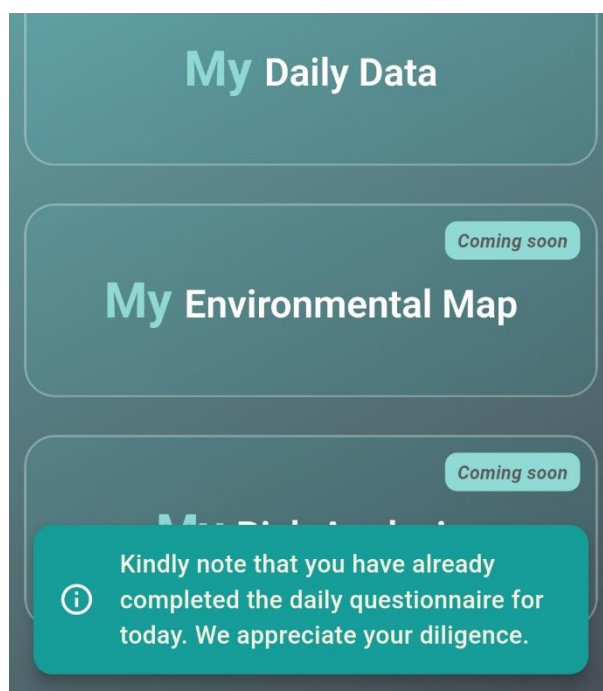 My Daily Data
Coming soon
My Environmental Map
Coming soon
Kindly note that you have already
completed the daily questionnaire for
today. We appreciate your diligence.